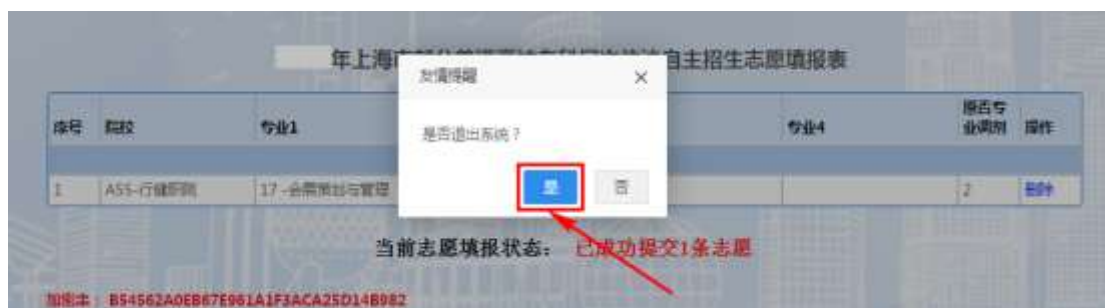 年上海
自主招生志愿填报表
友情提醒
×
序号 院校 专业1 专业4 愿否专业调剂 操作
是否退出系统?
1 A55-行健职院 17 -会展策划与管理 2 删除
是 否
当前志愿填报状态: 已成功提交1条志愿
加密串: B54562A0EB67E961A1F3ACA25D14B982